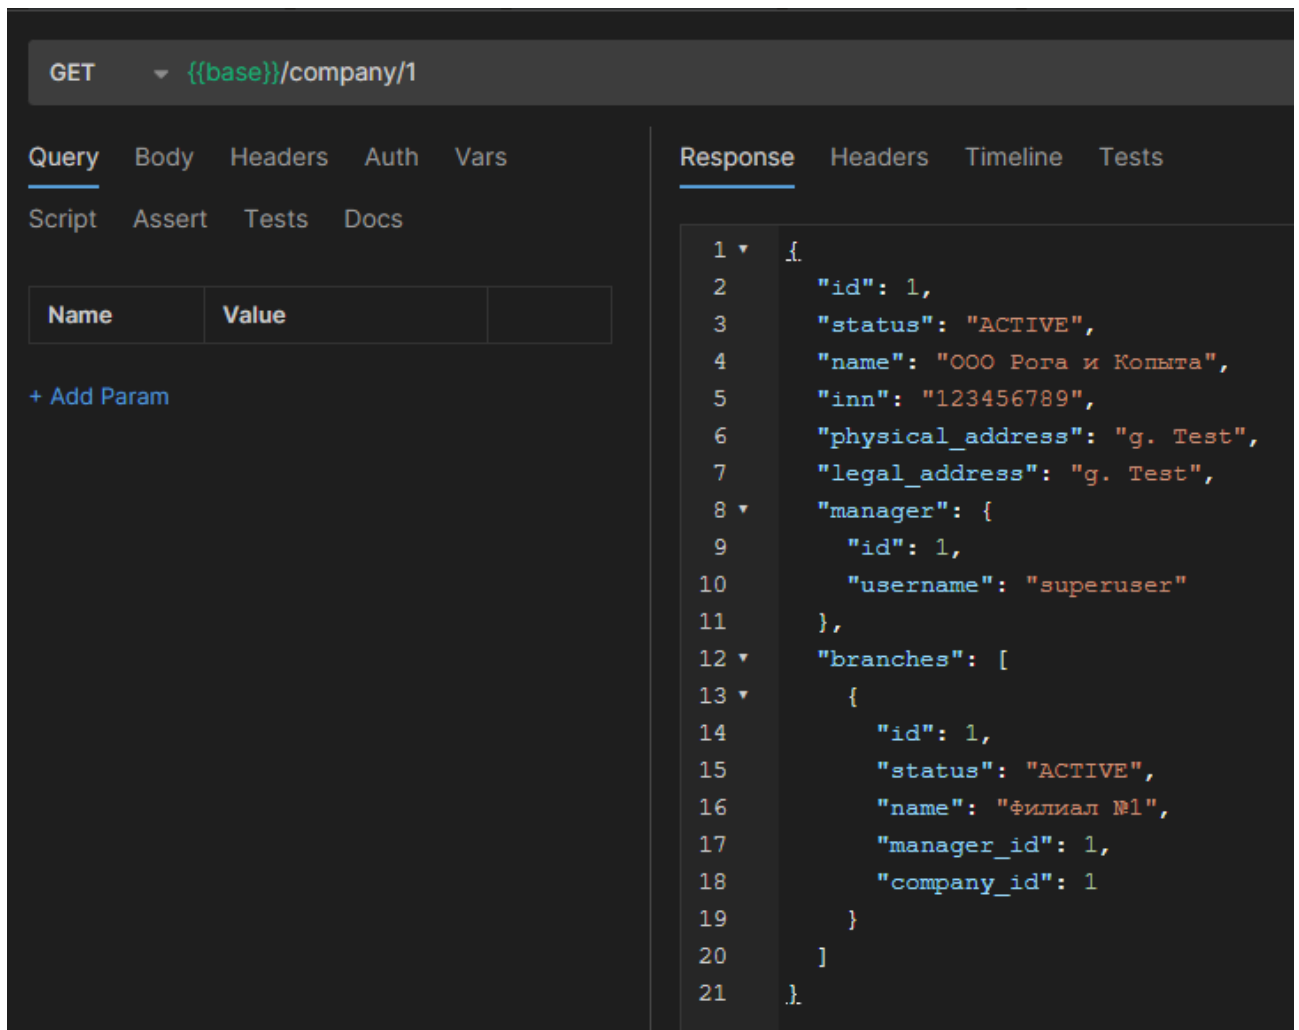 GET {{base}}/company/1
Query Body Headers Auth Vars
Script Assert Tests Docs
Name Value
+ Add Param
Response Headers Timeline Tests
1 {
2 "id": 1,
3 "status": "ACTIVE",
4 "name": "ООО Рога и Копыта",
5 "inn": "123456789",
6 "physical_address": "g. Test",
7 "legal_address": "g. Test",
8 "manager": {
9 "id": 1,
10 "username": "superuser"
11 },
12 "branches": [
13 {
14 "id": 1,
15 "status": "ACTIVE",
16 "name": "Филиал №1",
17 "manager_id": 1,
18 "company_id": 1
19 }
20 ]
21 }